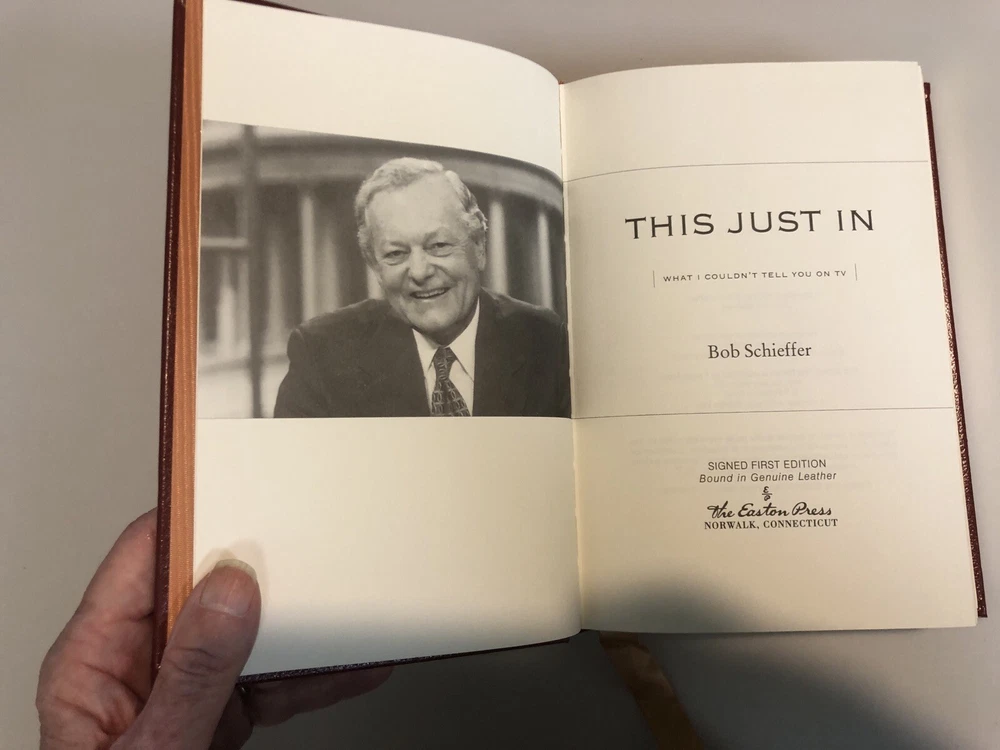 THIS JUST IN
WHAT I COULDN'T TELL YOU ON TV
Bob Schieffer
SIGNED FIRST EDITION
Bound in Genuine Leather
The Easton Press
NORWALK, CONNECTICUT